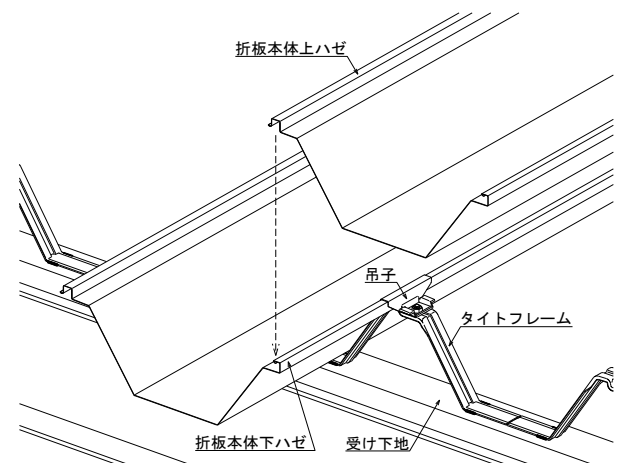 折板本体上ハゼ
吊子
タイトフレーム
折板本体下ハゼ
受け下地